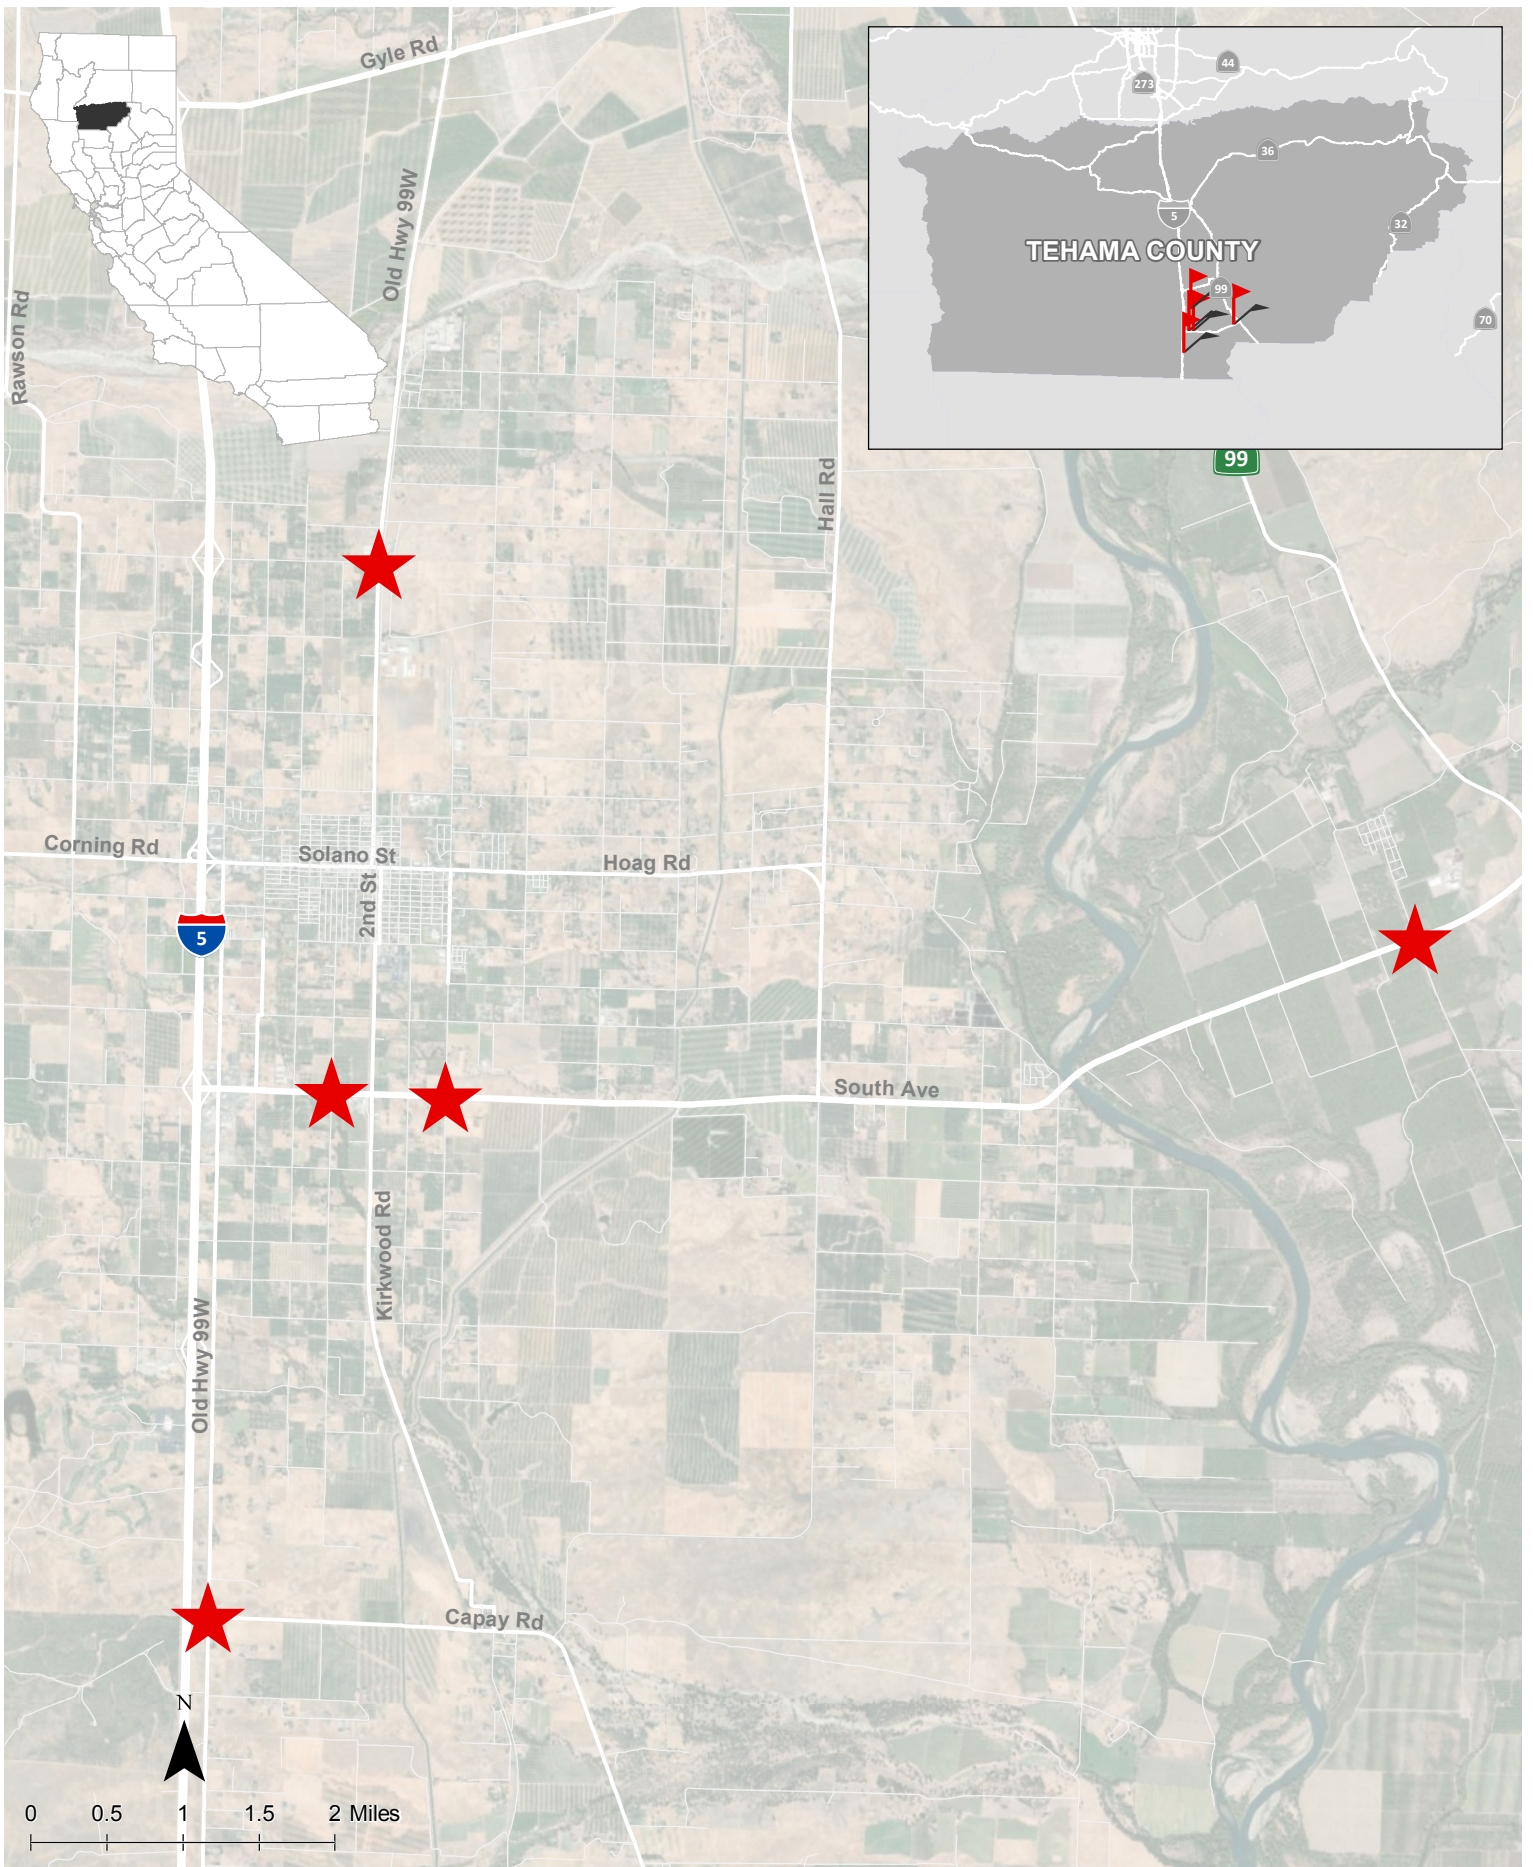 Gyle Rd
44
273
36
Old Hwy 99W
5
32
TEHAMA COUNTY
99
70
Rawson Rd
99
Hall Rd
Corning Rd
Solano St
Hoag Rd
2nd St
5
South Ave
Kirkwood Rd
Old Hwy 99W
Capay Rd
N
0 0.5 1 1.5 2 Miles